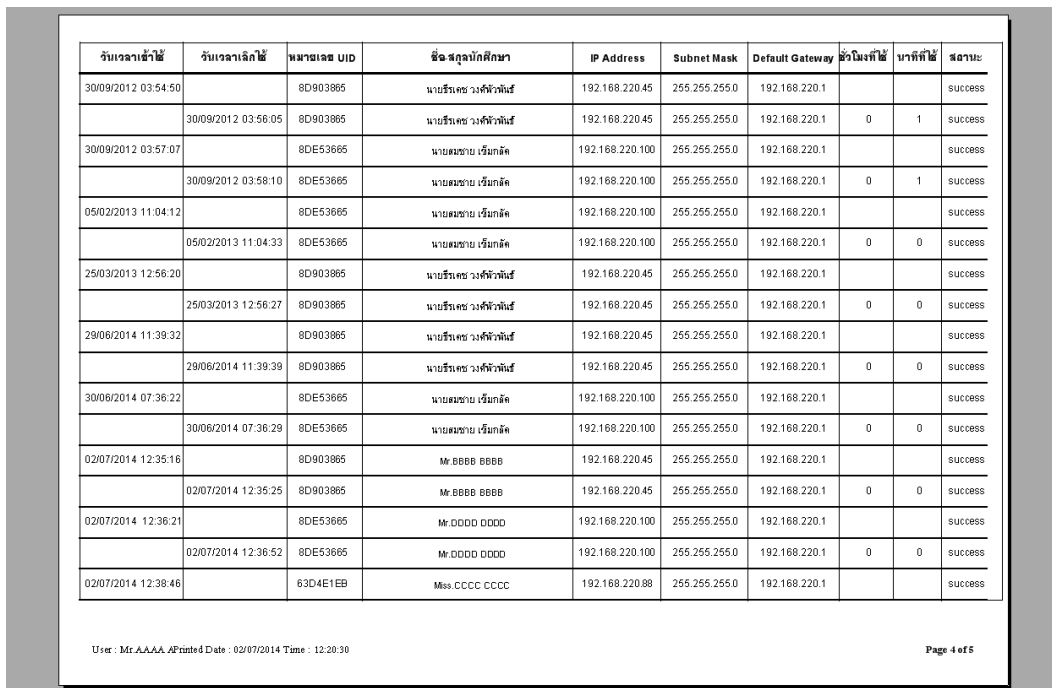 วันเวลาเข้าใช้ วันเวลาเลิกใช้ หมายเลข UID ชื่อ-สกุลนักศึกษา IP Address Subnet Mask Default Gateway ชั่วโมงที่ใช้ นาทีที่ใช้ สถานะ
30/09/2012 03:54:50 8D903865 นายธีรเดช วงศ์พัวพันธ์ 192.168.220.45 255.255.255.0 192.168.220.1 success
30/09/2012 03:56:05 8D903865 นายธีรเดช วงศ์พัวพันธ์ 192.168.220.45 255.255.255.0 192.168.220.1 0 1 success
30/09/2012 03:57:07 8DE53665 นายสมชาย เข็มกลัด 192.168.220.100 255.255.255.0 192.168.220.1 success
30/09/2012 03:58:10 8DE53665 นายสมชาย เข็มกลัด 192.168.220.100 255.255.255.0 192.168.220.1 0 1 success
05/02/2013 11:04:12 8DE53665 นายสมชาย เข็มกลัด 192.168.220.100 255.255.255.0 192.168.220.1 success
05/02/2013 11:04:33 8DE53665 นายสมชาย เข็มกลัด 192.168.220.100 255.255.255.0 192.168.220.1 0 0 success
25/03/2013 12:56:20 8D903865 นายธีรเดช วงศ์พัวพันธ์ 192.168.220.45 255.255.255.0 192.168.220.1 success
25/03/2013 12:56:27 8D903865 นายธีรเดช วงศ์พัวพันธ์ 192.168.220.45 255.255.255.0 192.168.220.1 0 0 success
29/06/2014 11:39:32 8D903865 นายธีรเดช วงศ์พัวพันธ์ 192.168.220.45 255.255.255.0 192.168.220.1 success
29/06/2014 11:39:39 8D903865 นายธีรเดช วงศ์พัวพันธ์ 192.168.220.45 255.255.255.0 192.168.220.1 0 0 success
30/06/2014 07:36:22 8DE53665 นายสมชาย เข็มกลัด 192.168.220.100 255.255.255.0 192.168.220.1 success
30/06/2014 07:36:29 8DE53665 นายสมชาย เข็มกลัด 192.168.220.100 255.255.255.0 192.168.220.1 0 0 success
02/07/2014 12:35:16 8D903865 Mr.BBBB BBBB 192.168.220.45 255.255.255.0 192.168.220.1 success
02/07/2014 12:35:25 8D903865 Mr.BBBB BBBB 192.168.220.45 255.255.255.0 192.168.220.1 0 0 success
02/07/2014 12:36:21 8DE53665 Mr.DDDD DDDD 192.168.220.100 255.255.255.0 192.168.220.1 success
02/07/2014 12:36:52 8DE53665 Mr.DDDD DDDD 192.168.220.100 255.255.255.0 192.168.220.1 0 0 success
02/07/2014 12:38:46 63D4E1EB Miss.CCCC CCCC 192.168.220.88 255.255.255.0 192.168.220.1 success
User : Mr.AAAA APrinted Date : 02/07/2014 Time : 12:20:30 Page 4 of 5